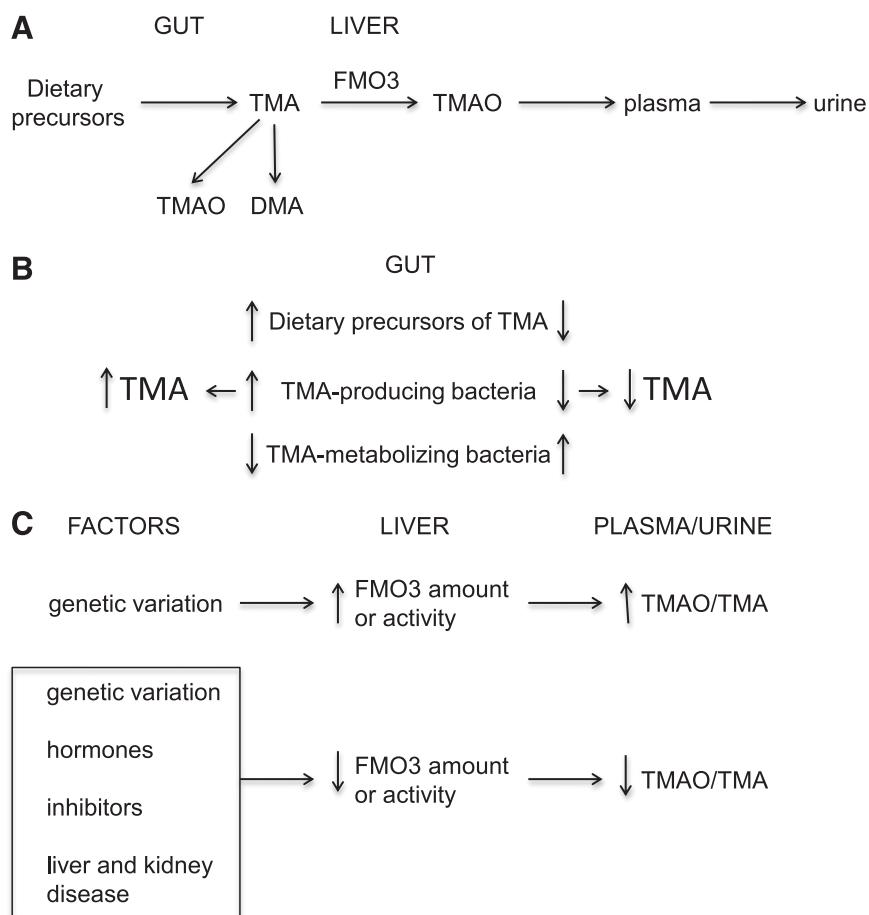 A GUT LIVER
Dietary precursors TMA FMO3 TMAO plasma urine
TMAO DMA
B GUT
Dietary precursors of TMA
TMA TMA-producing bacteria TMA
TMA-metabolizing bacteria
C FACTORS LIVER PLASMA/URINE
genetic variation FMO3 amount or activity TMAO/TMA
genetic variation
hormones
FMO3 amount or activity TMAO/TMA
inhibitors
liver and kidney
disease